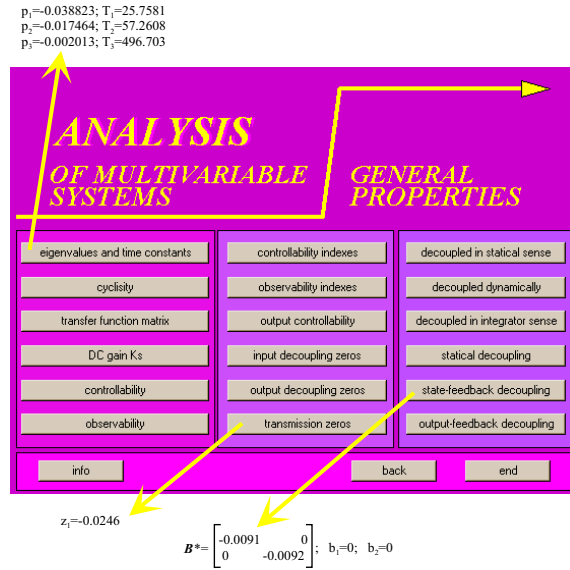 p₁=-0.038823; T₁=25.7581
p₂=-0.017464; T₂=57.2608
p₃=-0.002013; T₃=496.703
ANALYSIS
OF MULTIVARIABLE
SYSTEMS
GENERAL
PROPERTIES
eigenvalues and time constants
cyclisity
transfer function matrix
DC gain Ks
controllability
observability
controllability indexes
observability indexes
output controllability
input decoupling zeros
output decoupling zeros
transmission zeros
decoupled in statical sense
decoupled dynamically
decoupled in integrator sense
statical decoupling
state-feedback decoupling
output-feedback decoupling
info
back
end
z₁=-0.0246
B*= [-0.0091 0
0 -0.0092]; b₁=0; b₂=0